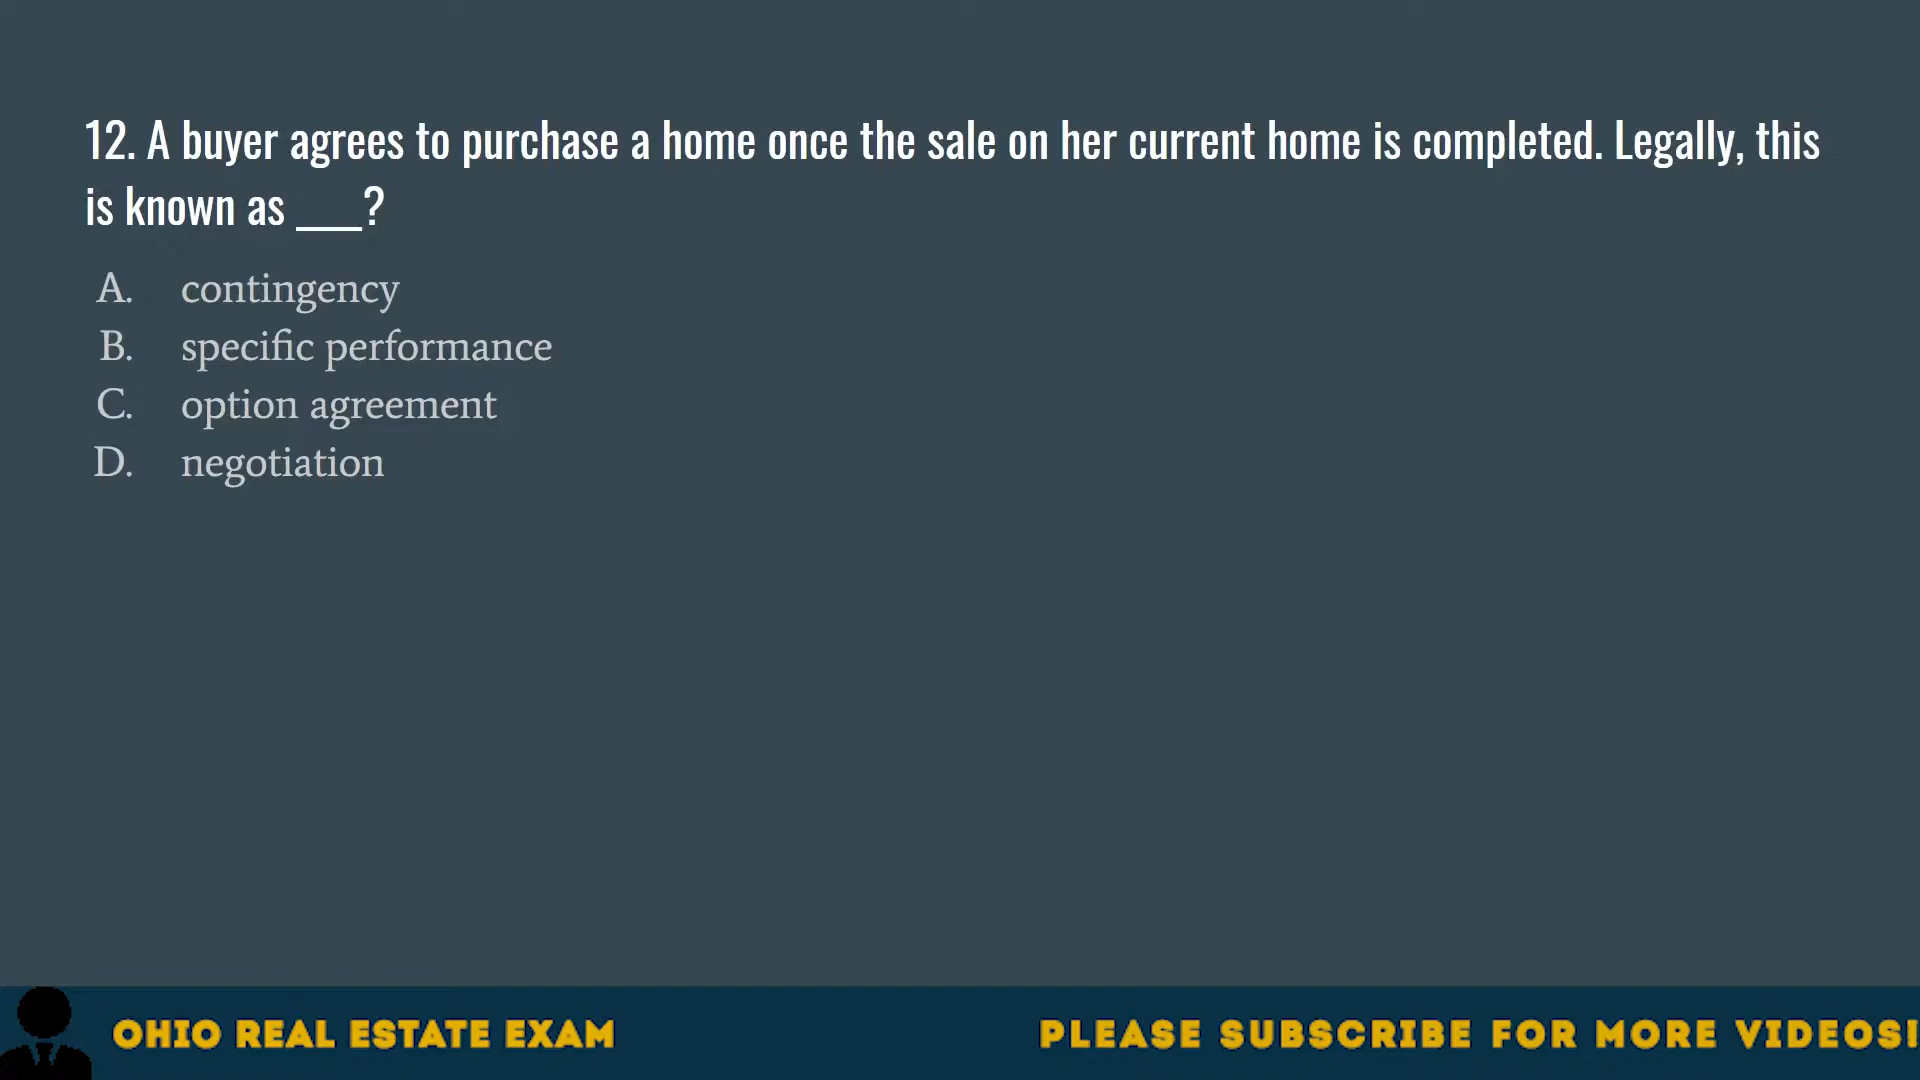 12. A buyer agrees to purchase a home once the sale on her current home is completed. Legally, this
is known as ____?
A. contingency
B. specific performance
C. option agreement
D. negotiation
OHIO REAL ESTATE EXAM
PLEASE SUBSCRIBE FOR MORE VIDEOS!